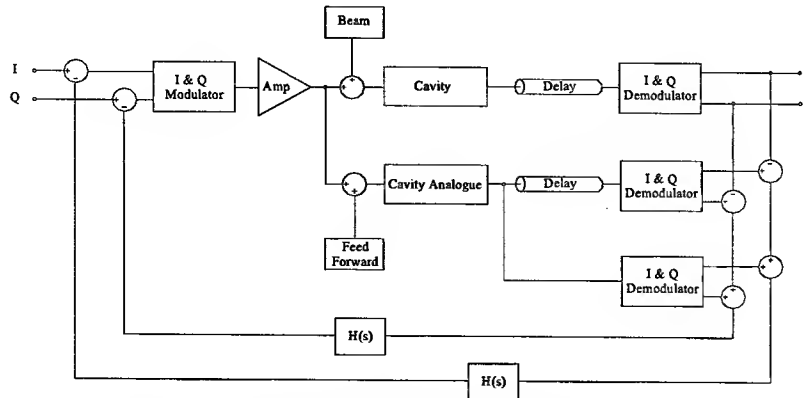 Beam
I
Q
I & Q
Modulator
Amp
Cavity
Delay
I & Q
Demodulator
Cavity Analogue
Delay
I & Q
Demodulator
Feed
Forward
I & Q
Demodulator
H(s)
H(s)